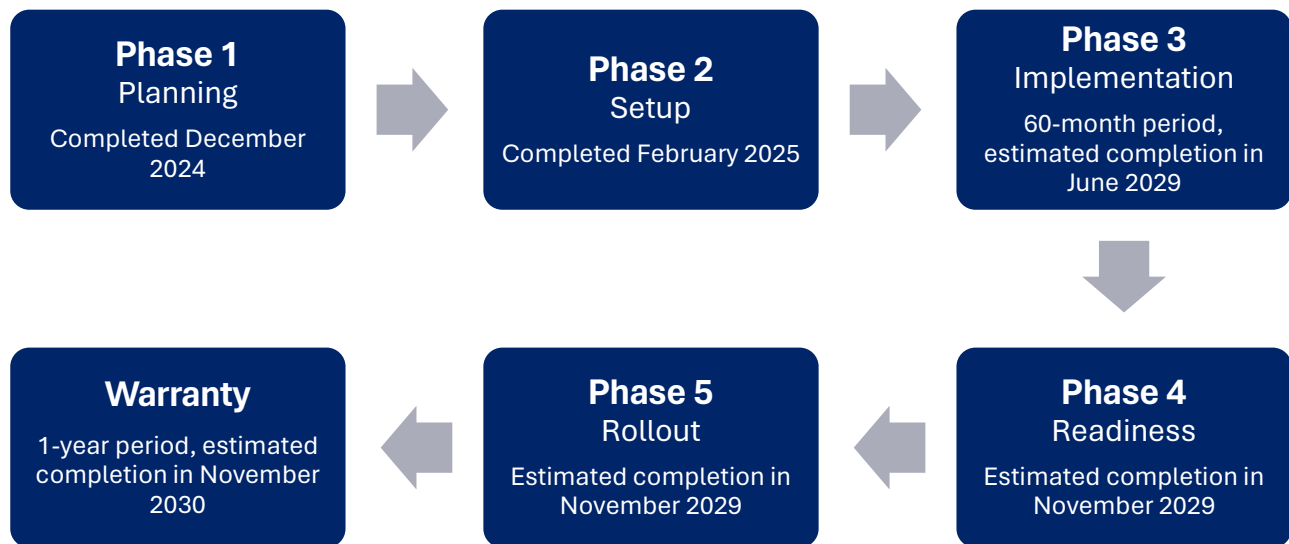 Phase 1
Planning
Completed December
2024
Phase 2
Setup
Completed February 2025
Phase 3
Implementation
60-month period,
estimated completion in
June 2029
Phase 4
Readiness
Estimated completion in
November 2029
Phase 5
Rollout
Estimated completion in
November 2029
Warranty
1-year period, estimated
completion in November
2030